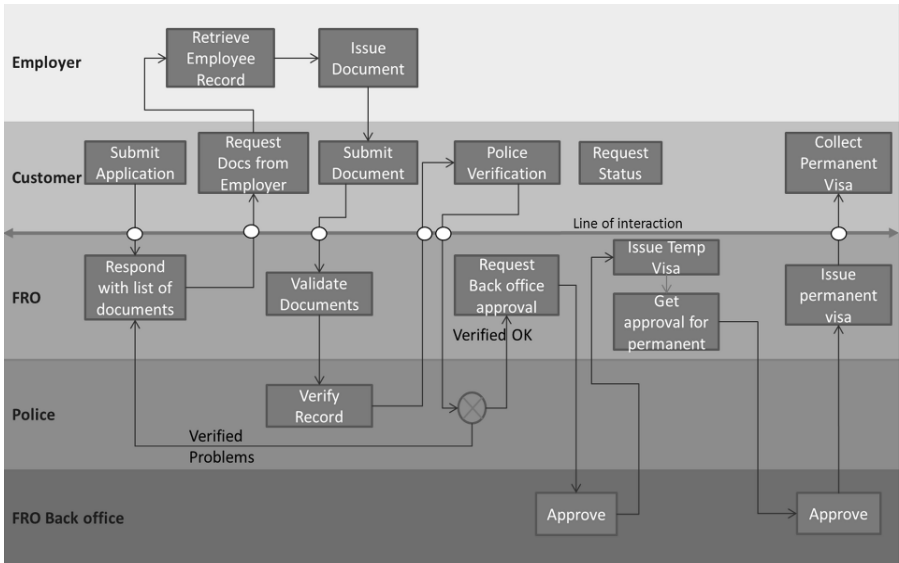 Employer
Retrieve
Employee
Record
Issue
Document
Customer
Submit
Application
Request
Docs from
Employer
Submit
Document
Police
Verification
Request
Status
Collect
Permanent
Visa
Line of interaction
FRO
Respond
with list of
documents
Validate
Documents
Request
Back office
approval
Verified OK
Issue Temp
Visa
Get
approval for
permanent
Issue
permanent
visa
Police
Verify
Record
Verified
Problems
FRO Back office
Approve
Approve